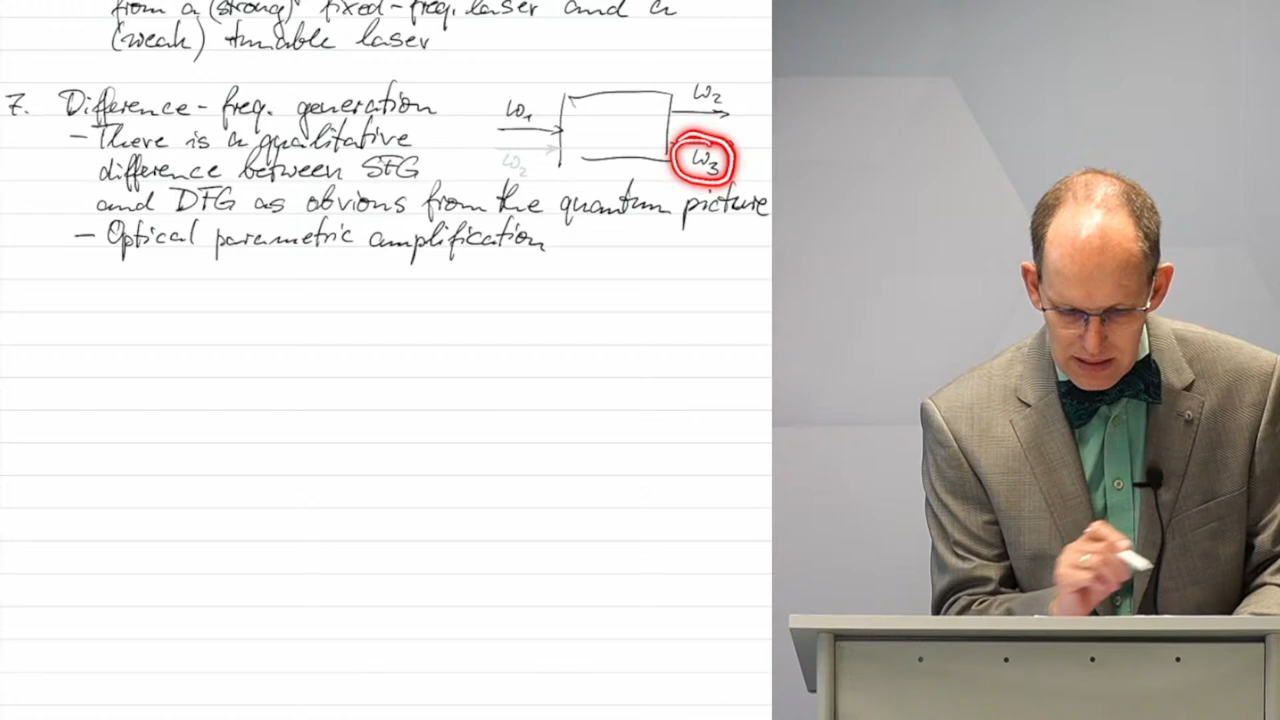 from a (strong) fixed-freq. laser and a
(weak) tunable laser
7. Difference-freq. generation
ω₁
ω₂
ω₂
ω₃
- There is a qualitative
difference between SFG
and DFG as obvious from the quantum picture
- Optical parametric amplification